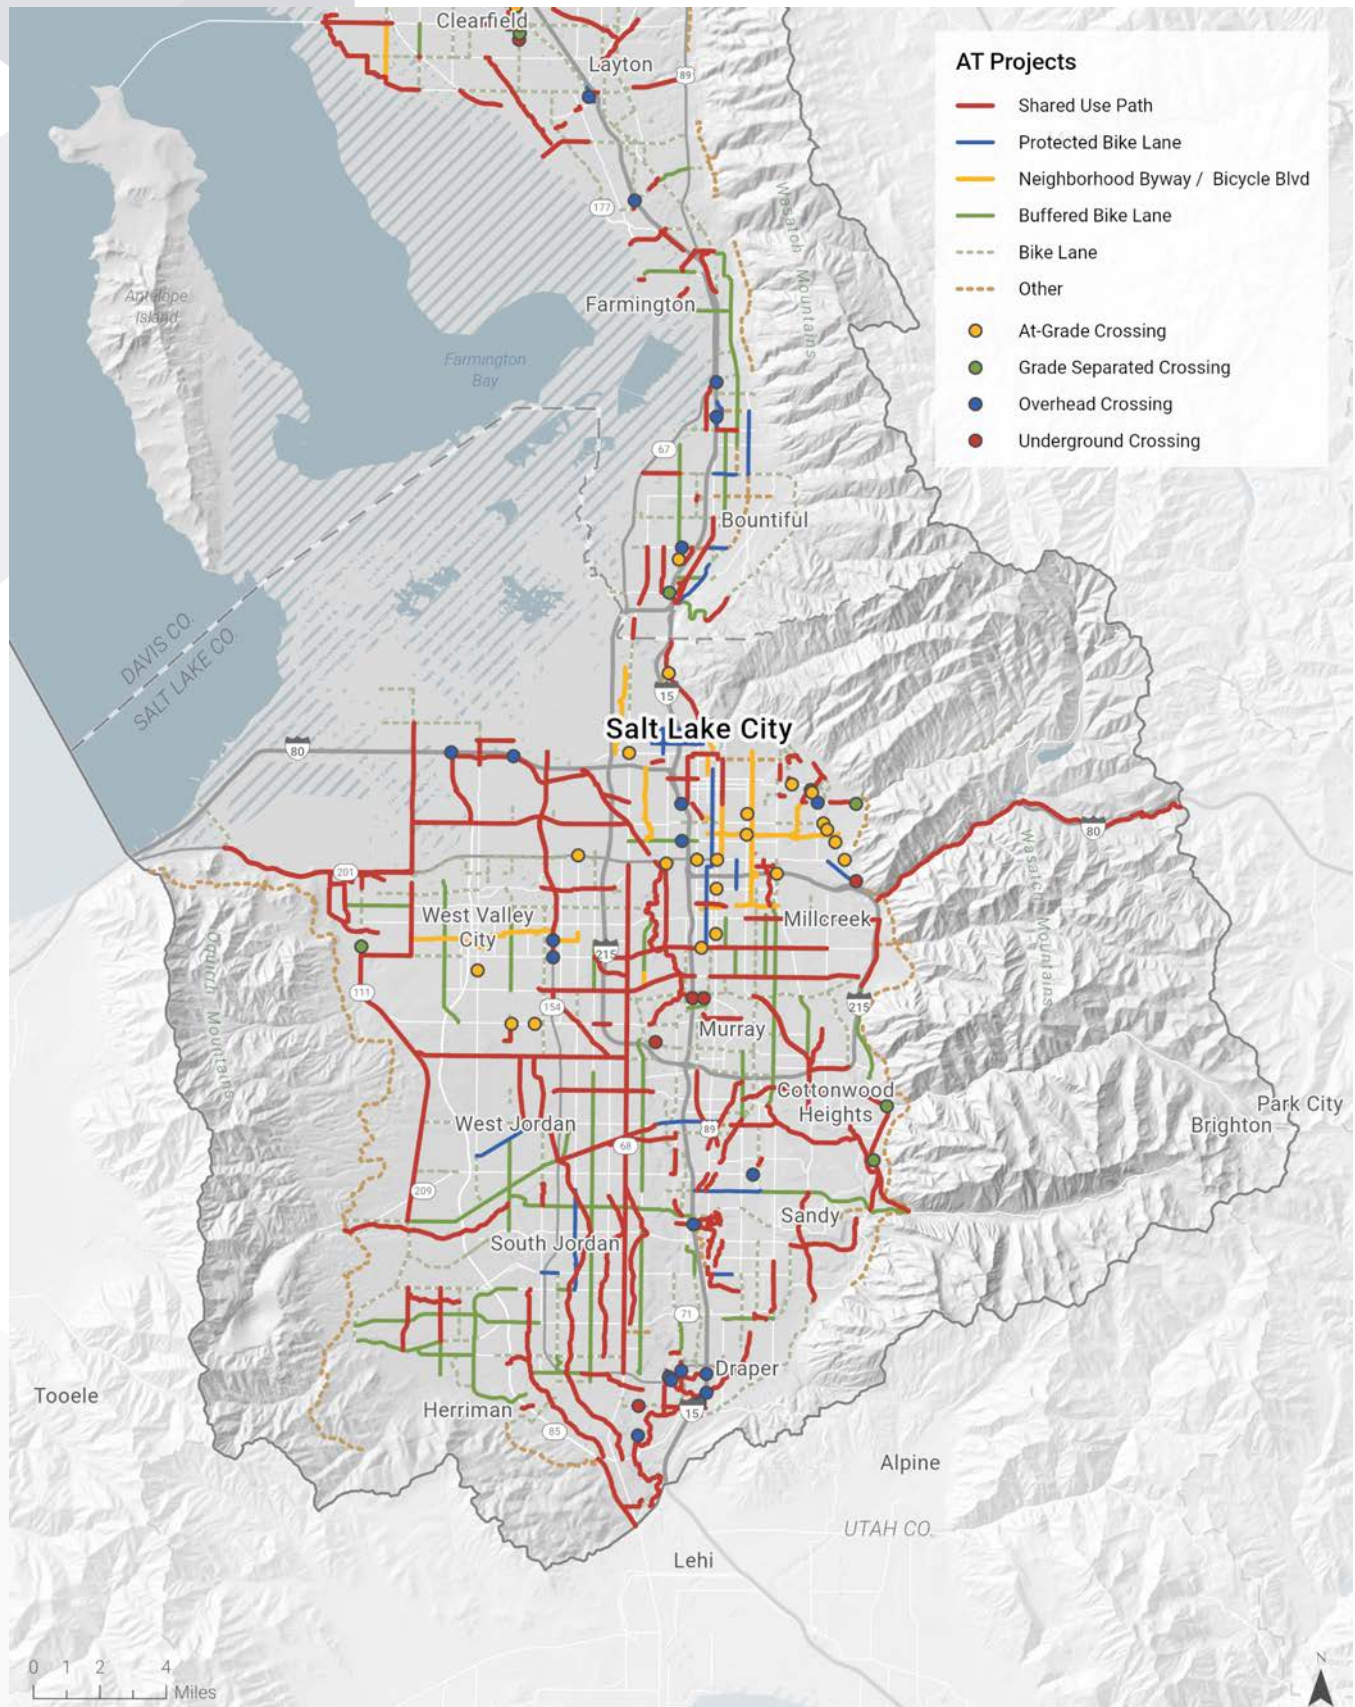 Clearfield
Layton
89
AT Projects
Shared Use Path
Protected Bike Lane
Neighborhood Byway / Bicycle Blvd
Buffered Bike Lane
Bike Lane
Other
At-Grade Crossing
Grade Separated Crossing
Overhead Crossing
Underground Crossing
177
Wasatch Mountains
Antelope
Island
Farmington
Farmington
Bay
67
Bountiful
DAVIS CO.
SALT LAKE CO.
15
Salt Lake City
80
80
201
West Valley
City
Millcreek
Wasatch Mountains
Oquirrh Mountains
215
111
154
215
Murray
Cottonwood
Heights
Park City
Brighton
West Jordan
89
68
209
Sandy
South Jordan
71
Draper
Tooele
Herriman
15
85
Alpine
UTAH CO.
Lehi
0 1 2 4
Miles
N